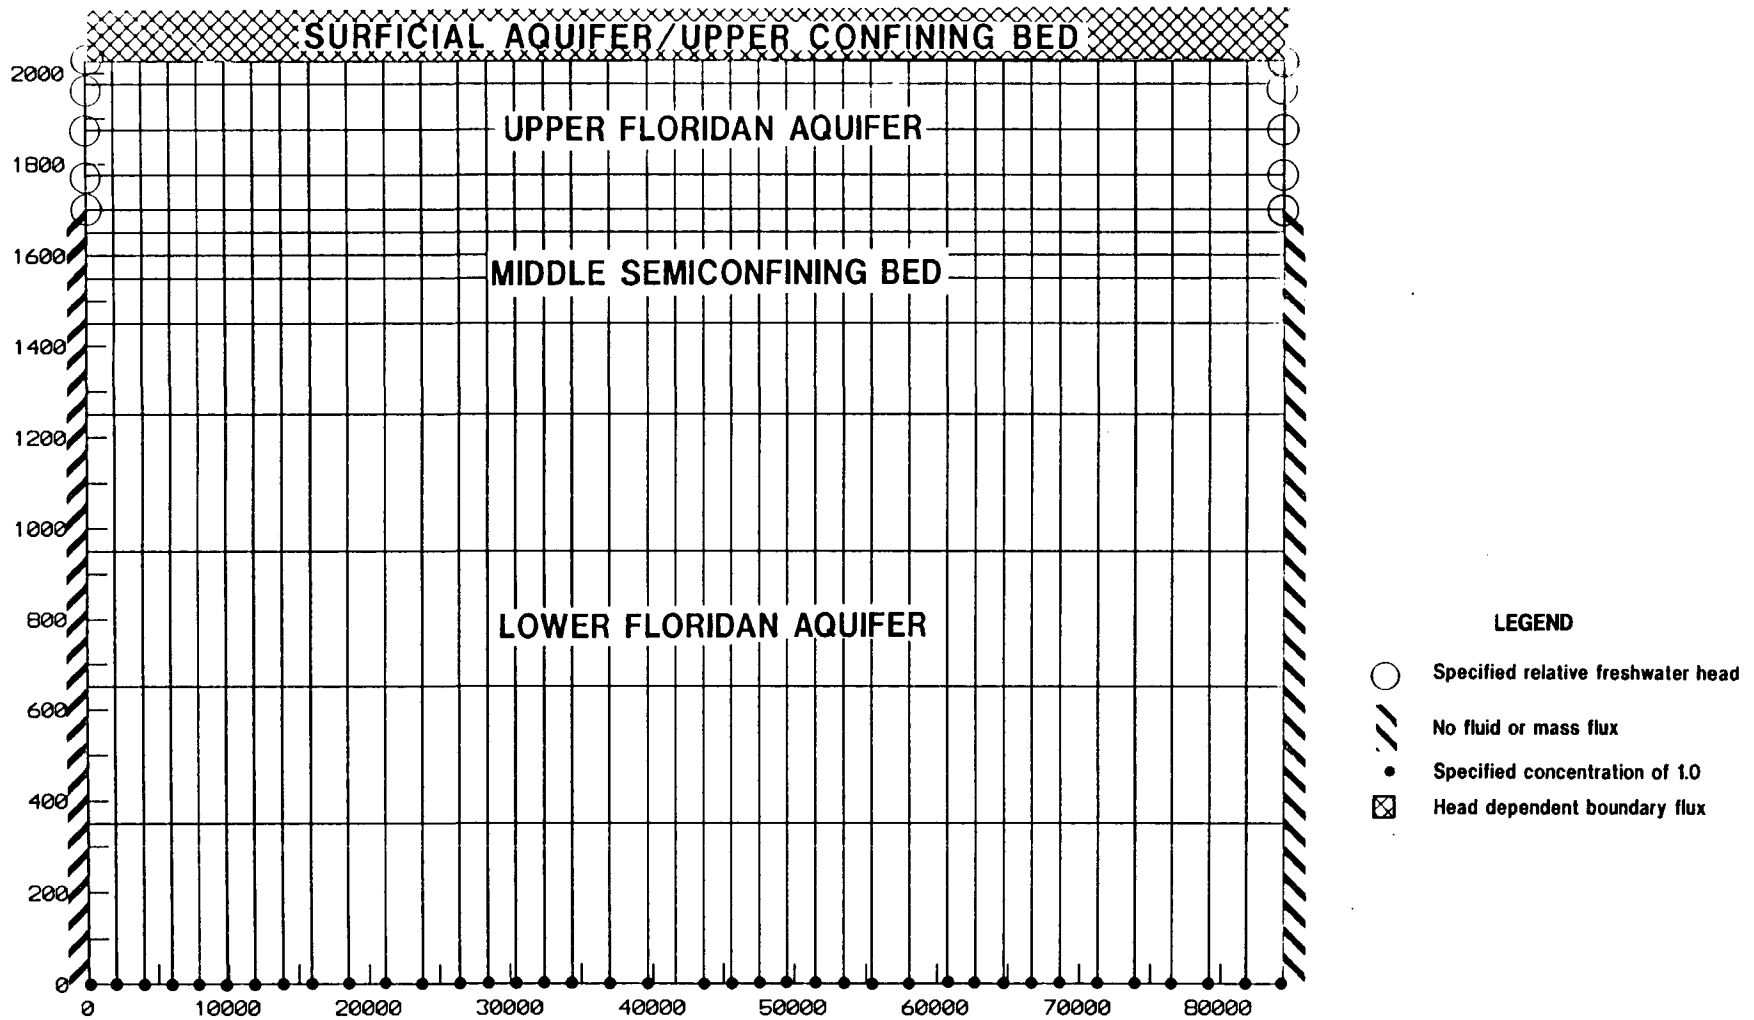 SURFICIAL AQUIFER/UPPER CONFINING BED
2000
UPPER FLORIDAN AQUIFER
1800
1600
MIDDLE SEMICONFINING BED
1400
1200
1000
800
LOWER FLORIDAN AQUIFER
600
400
200
0
0 10000 20000 30000 40000 50000 60000 70000 80000
LEGEND
Specified relative freshwater head
No fluid or mass flux
Specified concentration of 1.0
Head dependent boundary flux